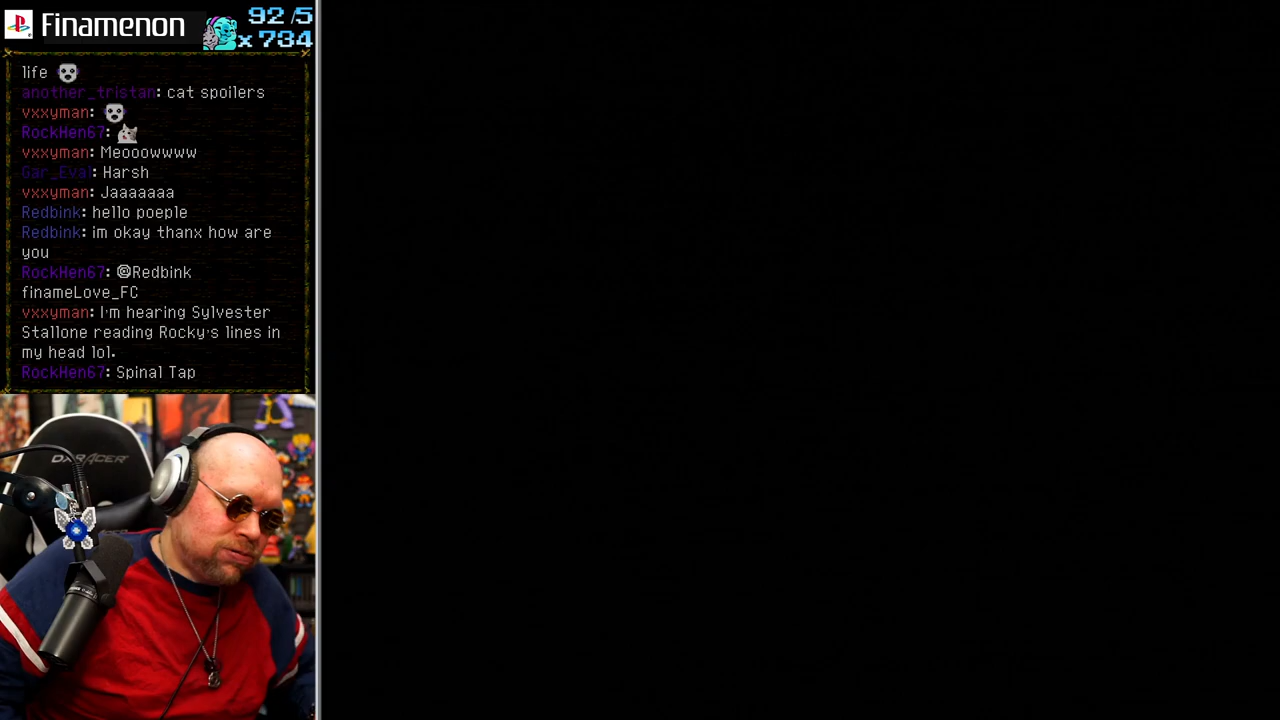 Finamenon
92/5
x734
life
another_tristan: cat spoilers
vxxyman:
RockHen67:
vxxyman: Meooowwww
Gar_Eval: Harsh
vxxyman: Jaaaaaaa
Redbink: hello poeple
Redbink: im okay thanx how are
you
RockHen67: @Redbink
finameLove_FC
vxxyman: I'm hearing Sylvester
Stallone reading Rocky's lines in
my head lol.
RockHen67: Spinal Tap
DXRACER